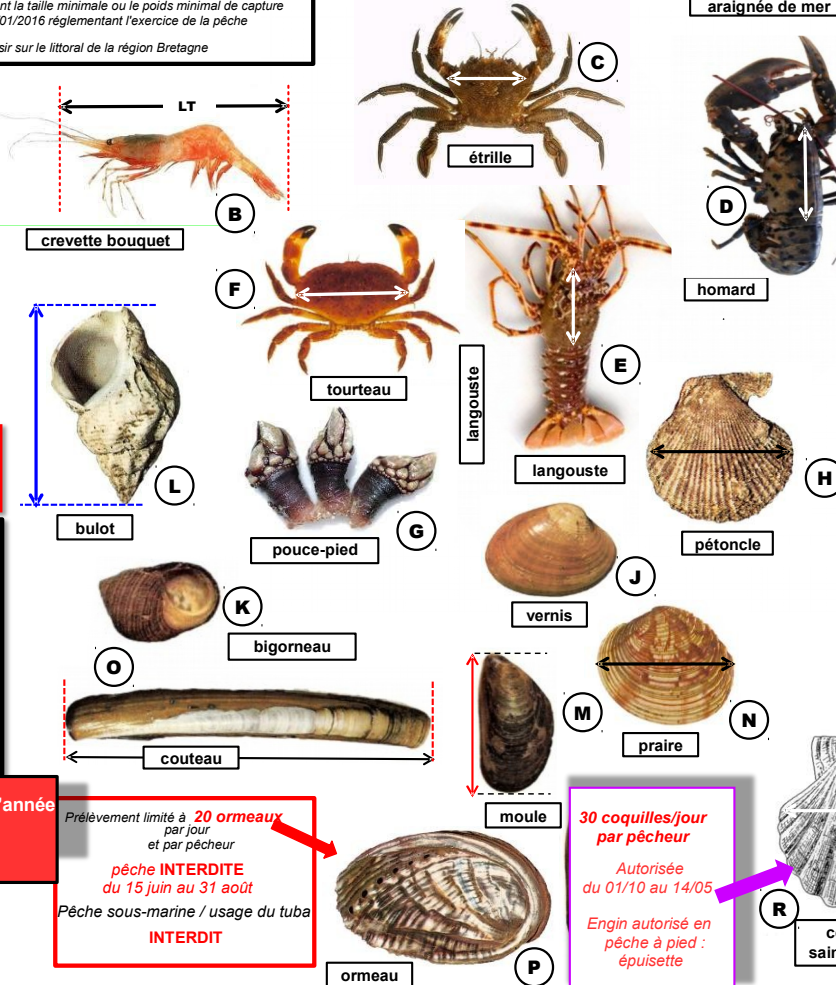 nt la taille minimale ou le poids minimal de capture
/01/2016 réglementant l'exercice de la pêche
sir sur le littoral de la région Bretagne
araignée de mer
C
étrille
LT
B
crevette bouquet
D
homard
F
tourteau
langouste
E
langouste
L
bulot
G
pouce-pied
H
pétoncle
J
vernis
K
bigorneau
O
couteau
M
moule
N
praire
'année
Prélèvement limité à 20 ormeaux
par jour
et par pêcheur
pêche INTERDITE
du 15 juin au 31 août
Pêche sous-marine / usage du tuba
INTERDIT
P
ormeau
30 coquilles/jour
par pêcheur
Autorisée
du 01/10 au 14/05
Engin autorisé en
pêche à pied :
épuisette
R
c
sain